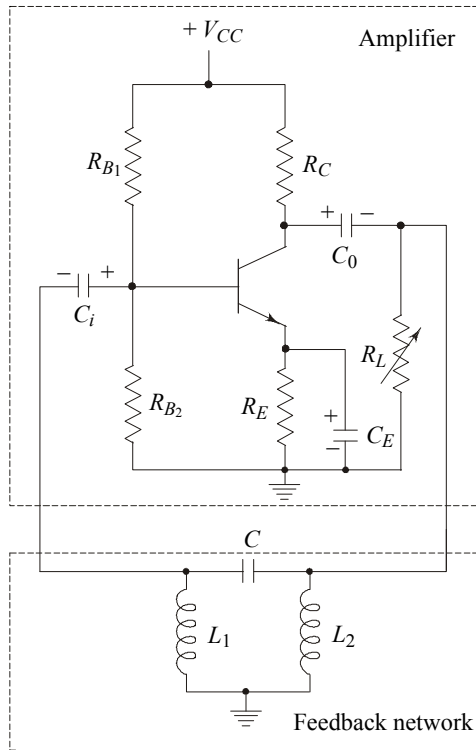 Amplifier
+ V_CC
R_B1
R_C
+ −
C_0
− +
C_i
R_L
R_B2
R_E
+
−
C_E
C
L_1
L_2
Feedback network